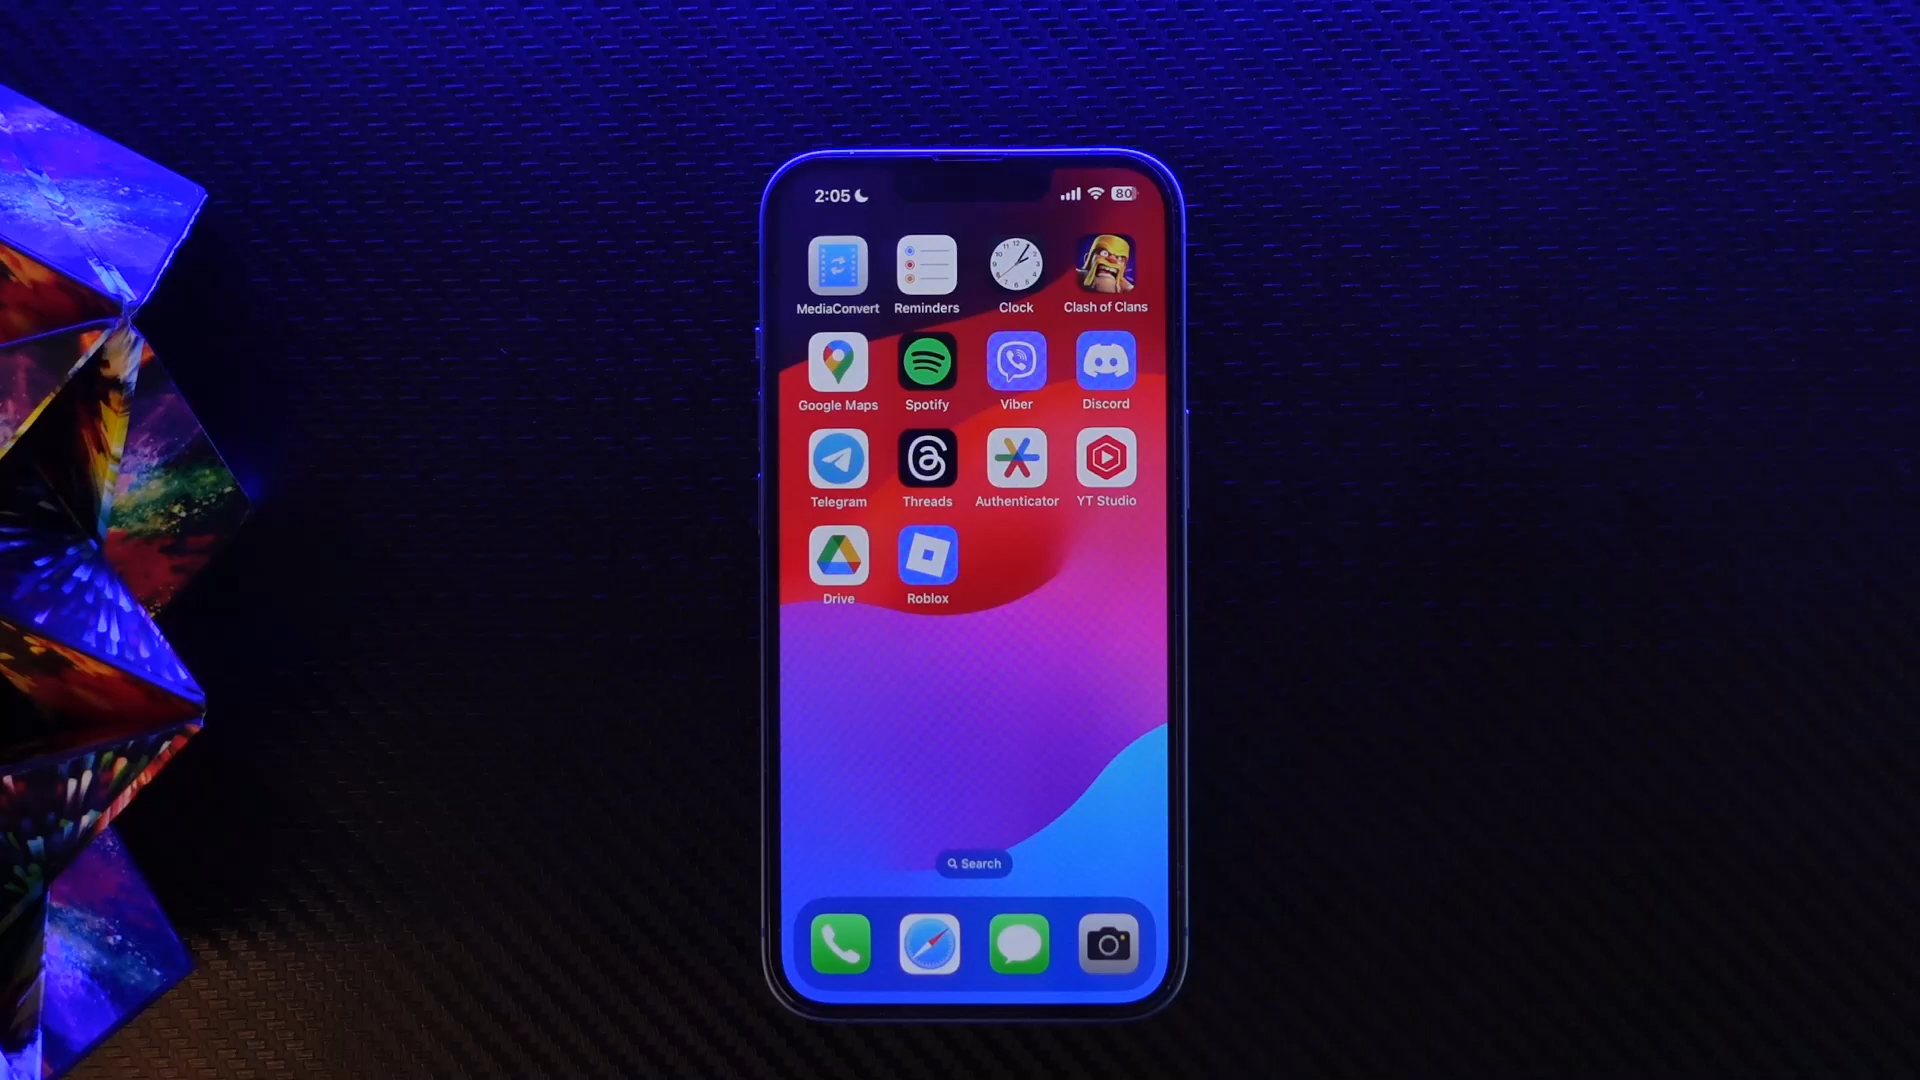 2:05 80
MediaConvert Reminders Clock Clash of Clans
Google Maps Spotify Viber Discord
Telegram Threads Authenticator YT Studio
Drive Roblox
Search